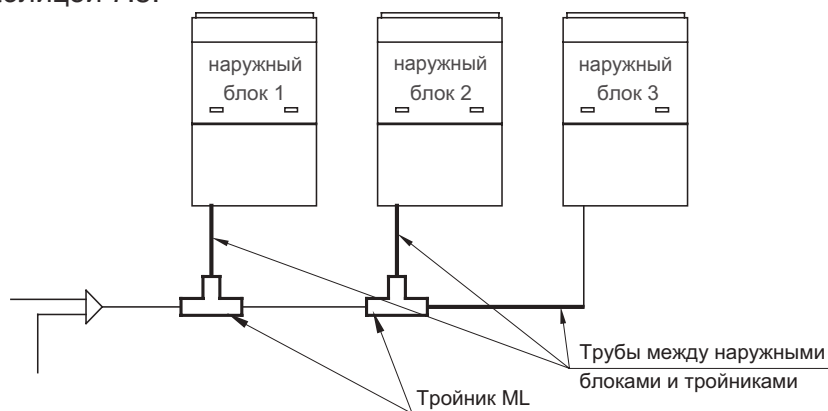 наружный
блок 1
наружный
блок 2
наружный
блок 3
Трубы между наружными
блоками и тройниками
Тройник ML